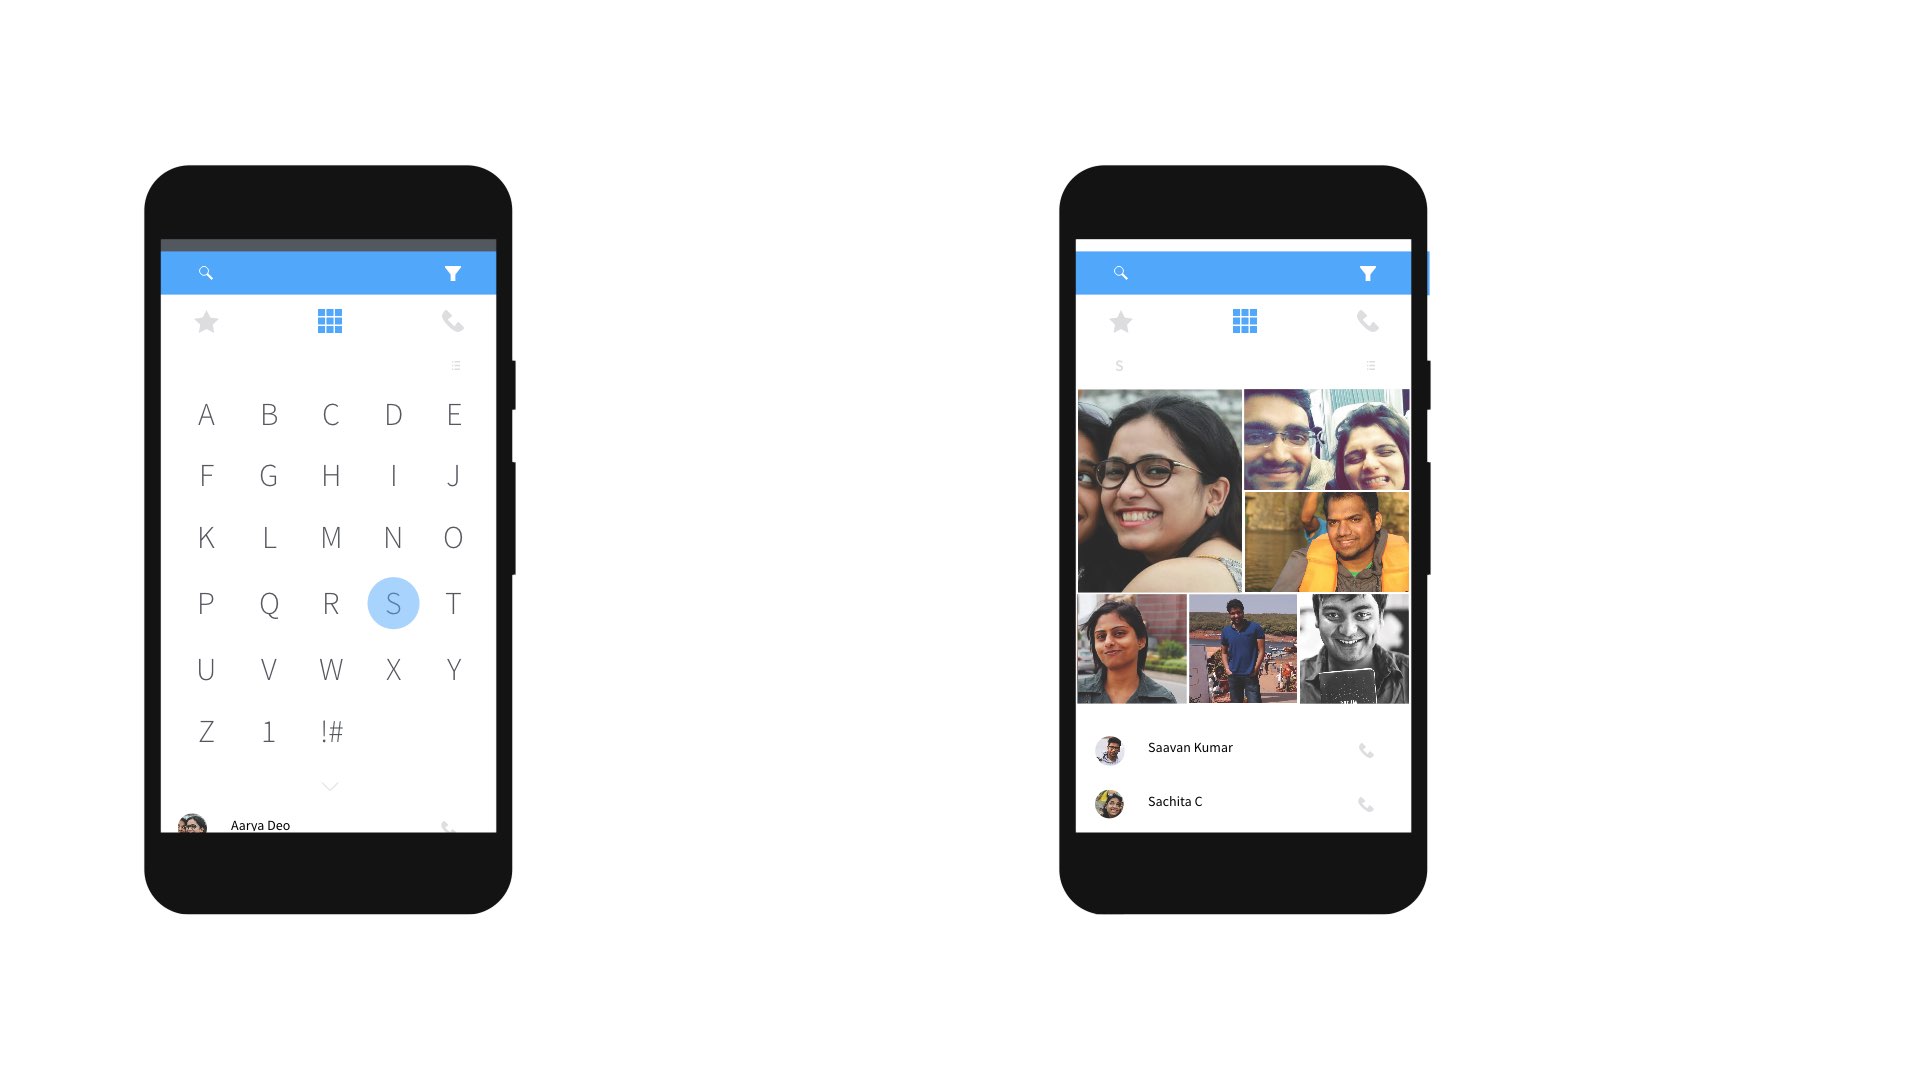 A B C D E
F G H I J
K L M N O
P Q R S T
U V W X Y
Z 1 !#
Aarya Deo
S
Saavan Kumar
Sachita C